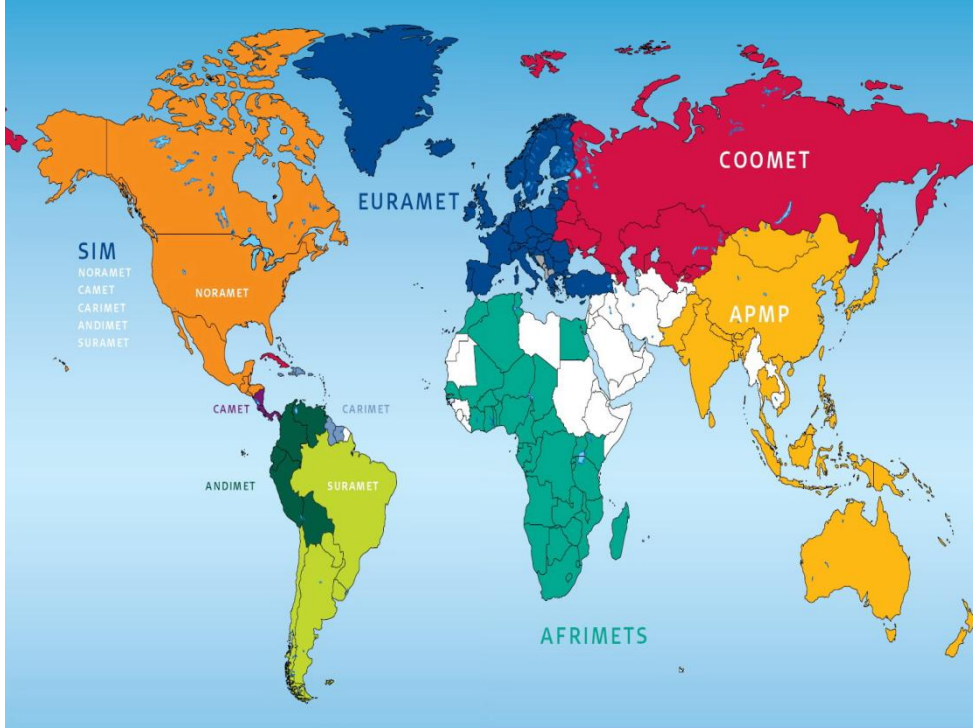 COOMET
EURAMET
SIM
NORAMET
CAMET
CARIMET
ANDIMET
SURAMET
NORAMET
APMP
CAMET
CARIMET
ANDIMET
SURAMET
AFRIMETS